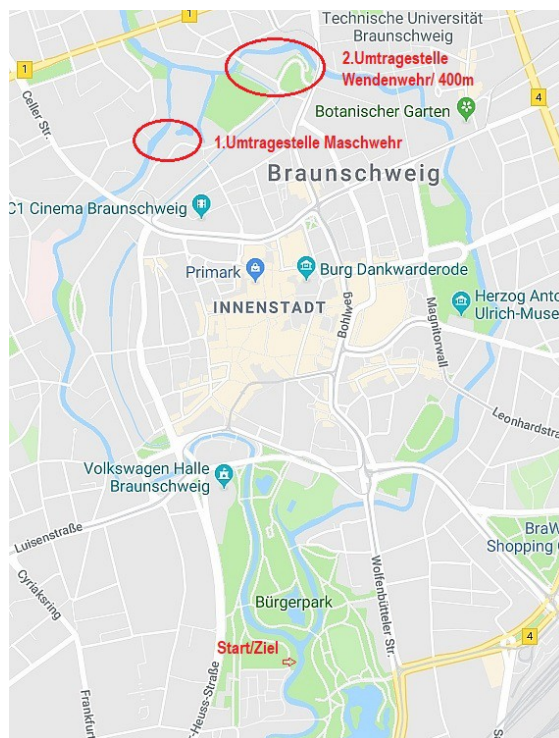 Technische Universität
Braunschweig
1
2.Umtragestelle
Wendenwehr/ 400m
1
4
Celler Str.
Botanischer Garten
1.Umtragestelle Maschwehr
Braunschweig
C1 Cinema Braunschweig
Primark
Burg Dankwarderode
INNENSTADT
Bohlweg
Magnitorwall
Herzog Anto
Ulrich-Muse
Leonhardstra
Volkswagen Halle
Braunschweig
Luisenstraße
Cyriaksring
BraW
Shopping C
Wolfenbütteler Str.
Bürgerpark
Start/Ziel
4
Frankfurt
r-Heuss-Straße